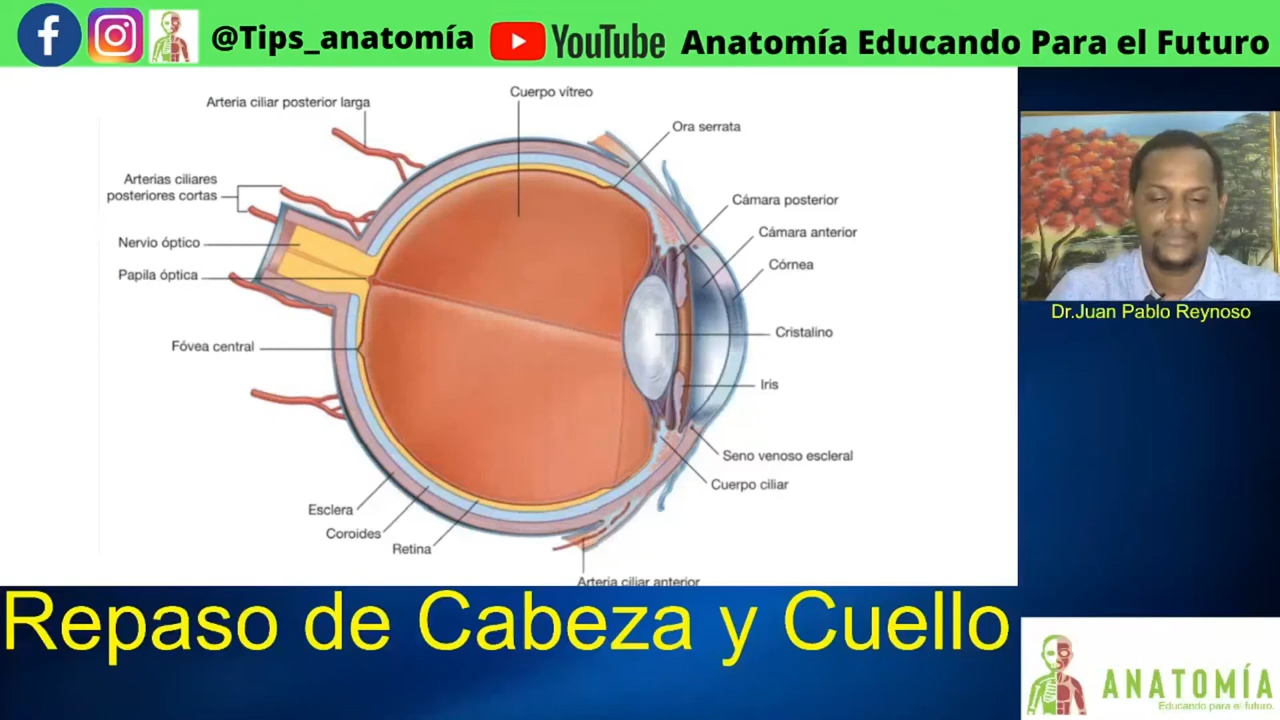 @Tips_anatomía YouTube Anatomía Educando Para el Futuro
Arteria ciliar posterior larga
Cuerpo vítreo
Ora serrata
Arterias ciliares
posteriores cortas
Cámara posterior
Cámara anterior
Nervio óptico
Córnea
Papila óptica
Dr.Juan Pablo Reynoso
Cristalino
Fóvea central
Iris
Seno venoso escleral
Cuerpo ciliar
Esclera
Coroides
Retina
Arteria ciliar anterior
Repaso de Cabeza y Cuello
ANATOMÍA
Educando para el futuro.